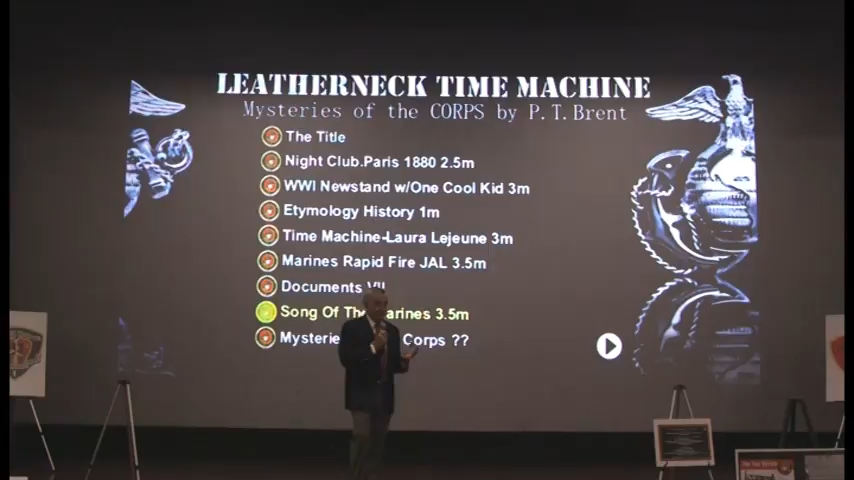 LEATHERNECK TIME MACHINE
Mysteries of the CORPS by P.T.Brent
The Title
Night Club.Paris 1880 2.5m
WWI Newstand w/One Cool Kid 3m
Etymology History 1m
Time Machine-Laura Lejeune 3m
Marines Rapid Fire JAL 3.5m
Documents VII
Song Of The Marines 3.5m
Mysterie Corps ??